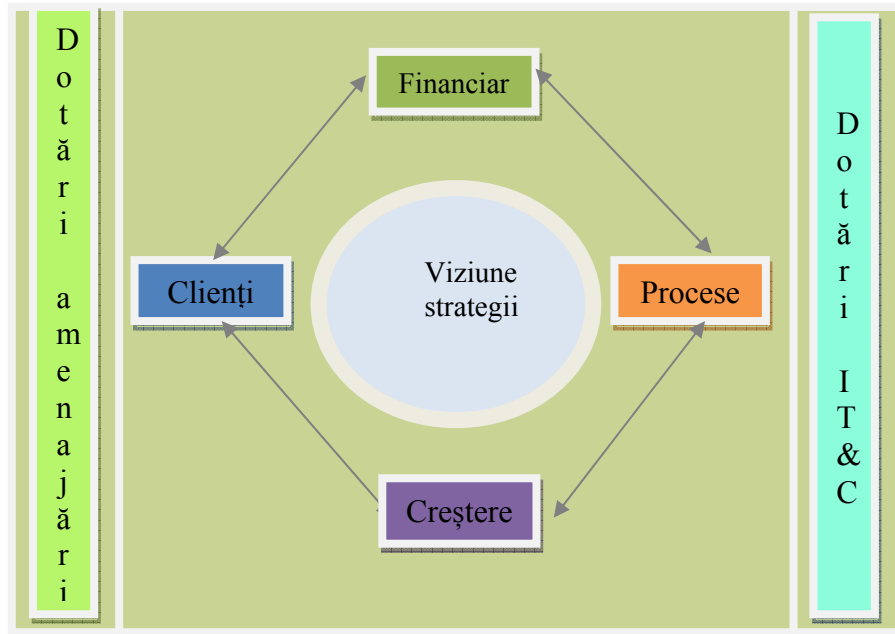 Dotări amenajări
Financiar
Clienți
Viziune
strategii
Procese
Creștere
Dotări IT&C